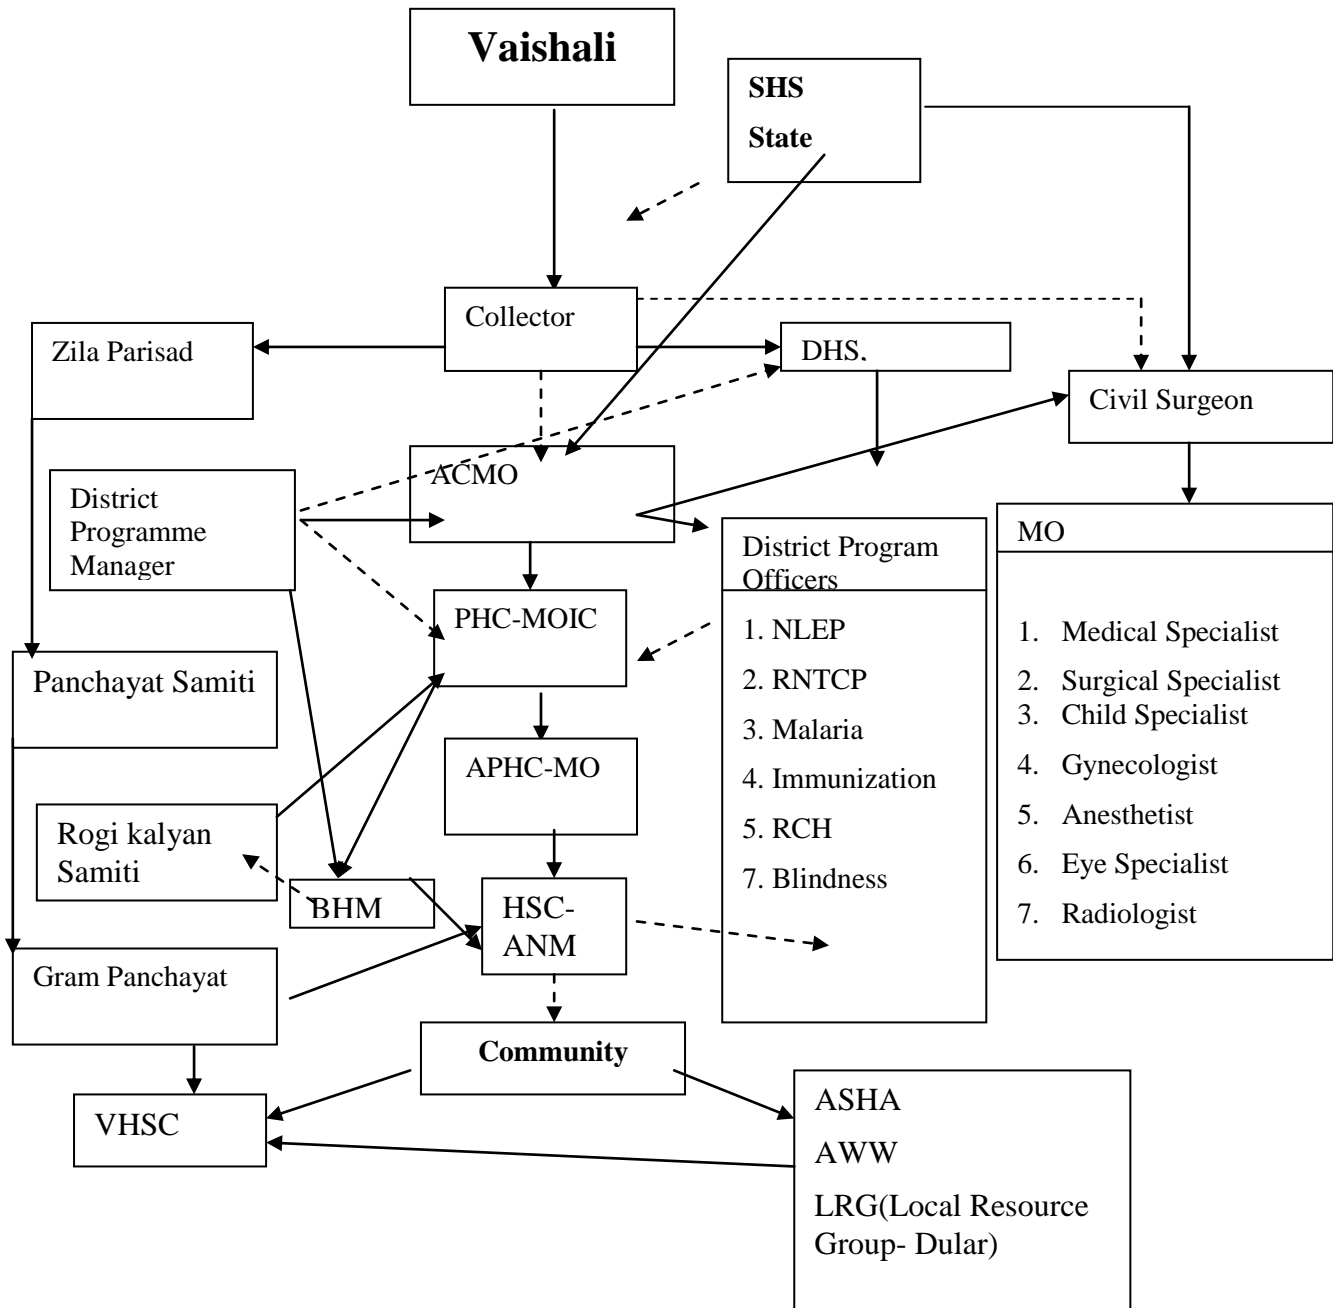 Vaishali
SHS
State
Collector
Zila Parisad
DHS.
Civil Surgeon
ACMO
District
Programme
Manager
MO
District Program
Officers
PHC-MOIC
1. NLEP
2. RNTCP
3. Malaria
4. Immunization
5. RCH
7. Blindness
1. Medical Specialist
2. Surgical Specialist
3. Child Specialist
4. Gynecologist
5. Anesthetist
6. Eye Specialist
7. Radiologist
Panchayat Samiti
APHC-MO
Rogi kalyan
Samiti
BHM
HSC-
ANM
Gram Panchayat
Community
VHSC
ASHA
AWW
LRG(Local Resource
Group- Dular)